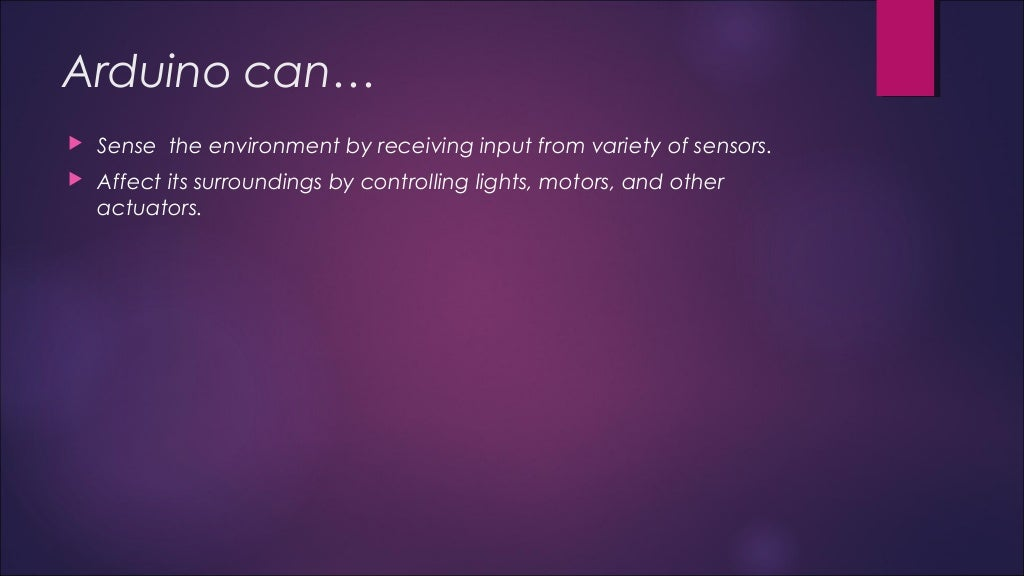 Arduino can…
Sense  the environment by receiving input from variety of sensors.
Affect its surroundings by controlling lights, motors, and other
actuators.